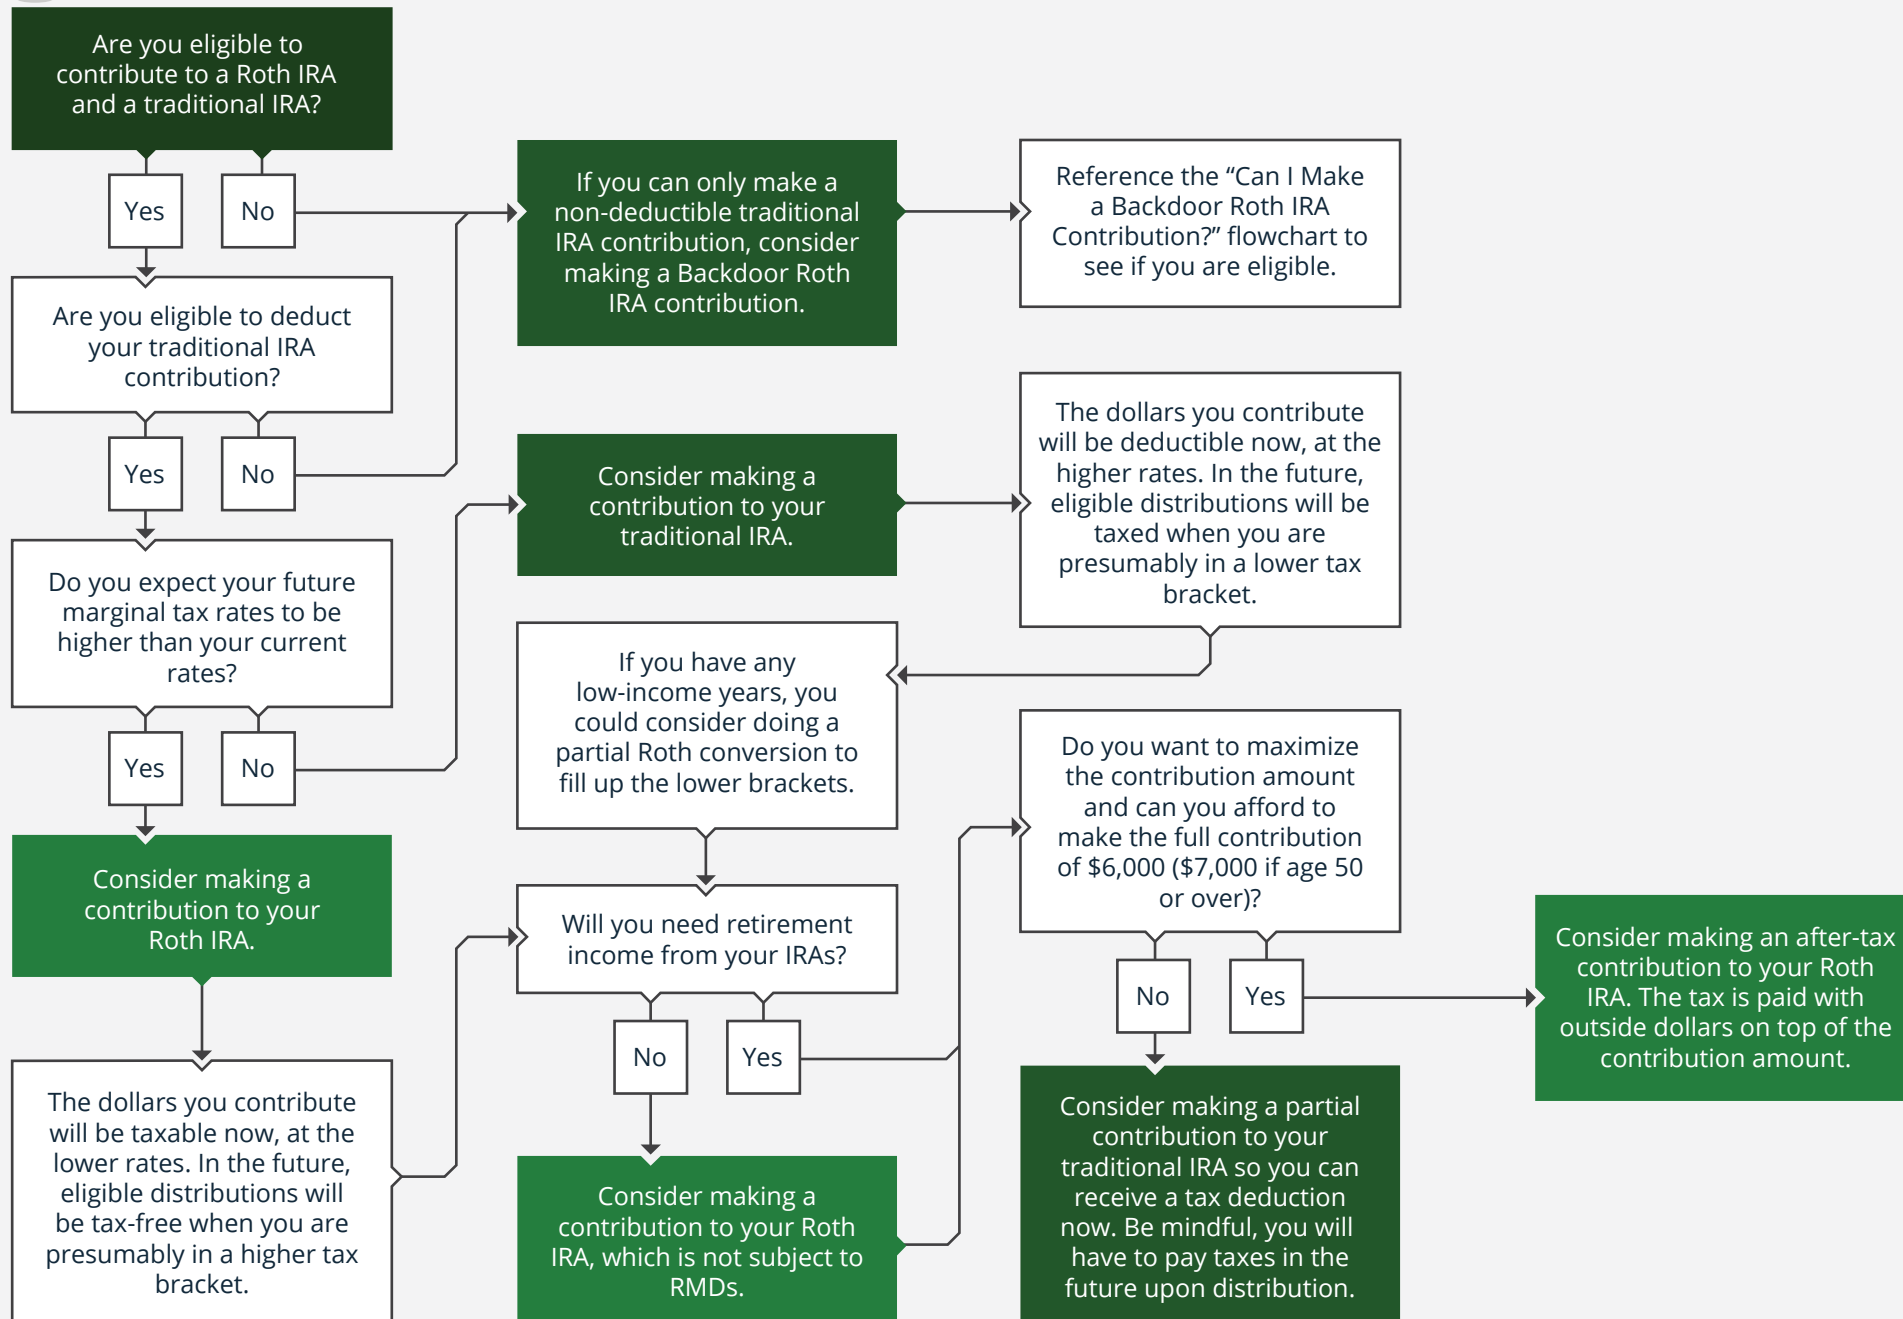 Are you eligible to
contribute to a Roth IRA
and a traditional IRA?
Yes
No
If you can only make a
non-deductible traditional
IRA contribution, consider
making a Backdoor Roth
IRA contribution.
Reference the “Can I Make
a Backdoor Roth IRA
Contribution?” flowchart to
see if you are eligible.
Are you eligible to deduct
your traditional IRA
contribution?
Yes
No
Consider making a
contribution to your
traditional IRA.
The dollars you contribute
will be deductible now, at the
higher rates. In the future,
eligible distributions will be
taxed when you are
presumably in a lower tax
bracket.
Do you expect your future
marginal tax rates to be
higher than your current
rates?
Yes
No
If you have any
low-income years, you
could consider doing a
partial Roth conversion to
fill up the lower brackets.
Do you want to maximize
the contribution amount
and can you afford to
make the full contribution
of $6,000 ($7,000 if age 50
or over)?
Consider making a
contribution to your
Roth IRA.
Will you need retirement
income from your IRAs?
No
Yes
No
Yes
Consider making an after-tax
contribution to your Roth
IRA. The tax is paid with
outside dollars on top of the
contribution amount.
The dollars you contribute
will be taxable now, at the
lower rates. In the future,
eligible distributions will
be tax-free when you are
presumably in a higher tax
bracket.
Consider making a
contribution to your Roth
IRA, which is not subject to
RMDs.
Consider making a partial
contribution to your
traditional IRA so you can
receive a tax deduction
now. Be mindful, you will
have to pay taxes in the
future upon distribution.